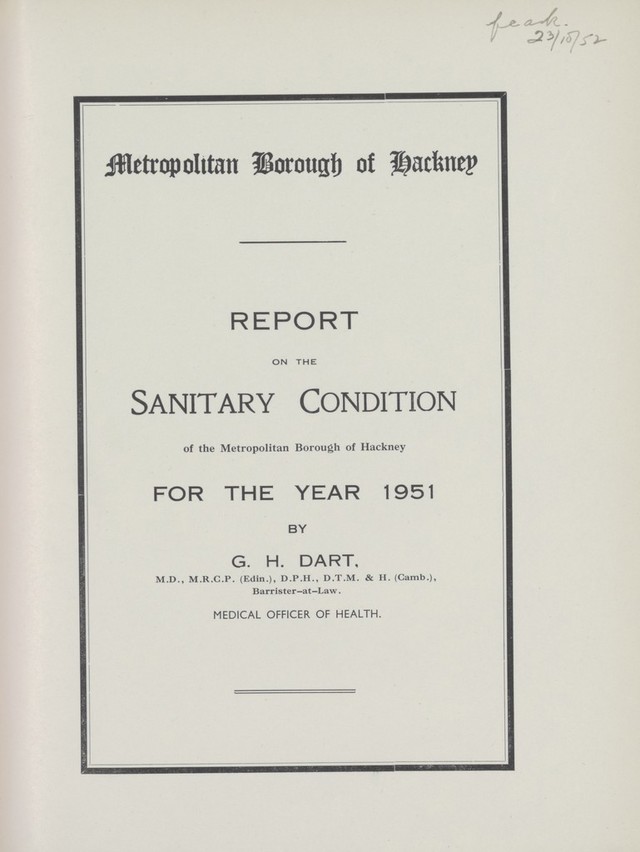 23/10/52
Metropolitan Borough of Hackney
REPORT
ON THE
SANITARY CONDITION
of the Metropolitan Borough of Hackney
FOR THE YEAR 1951
BY
G. H. DART,
M.D., M.R.C.P. (Edin.), D.P.H., D.T.M. & H. (Camb.),
Barrister-at-Law.
MEDICAL OFFICER OF HEALTH.